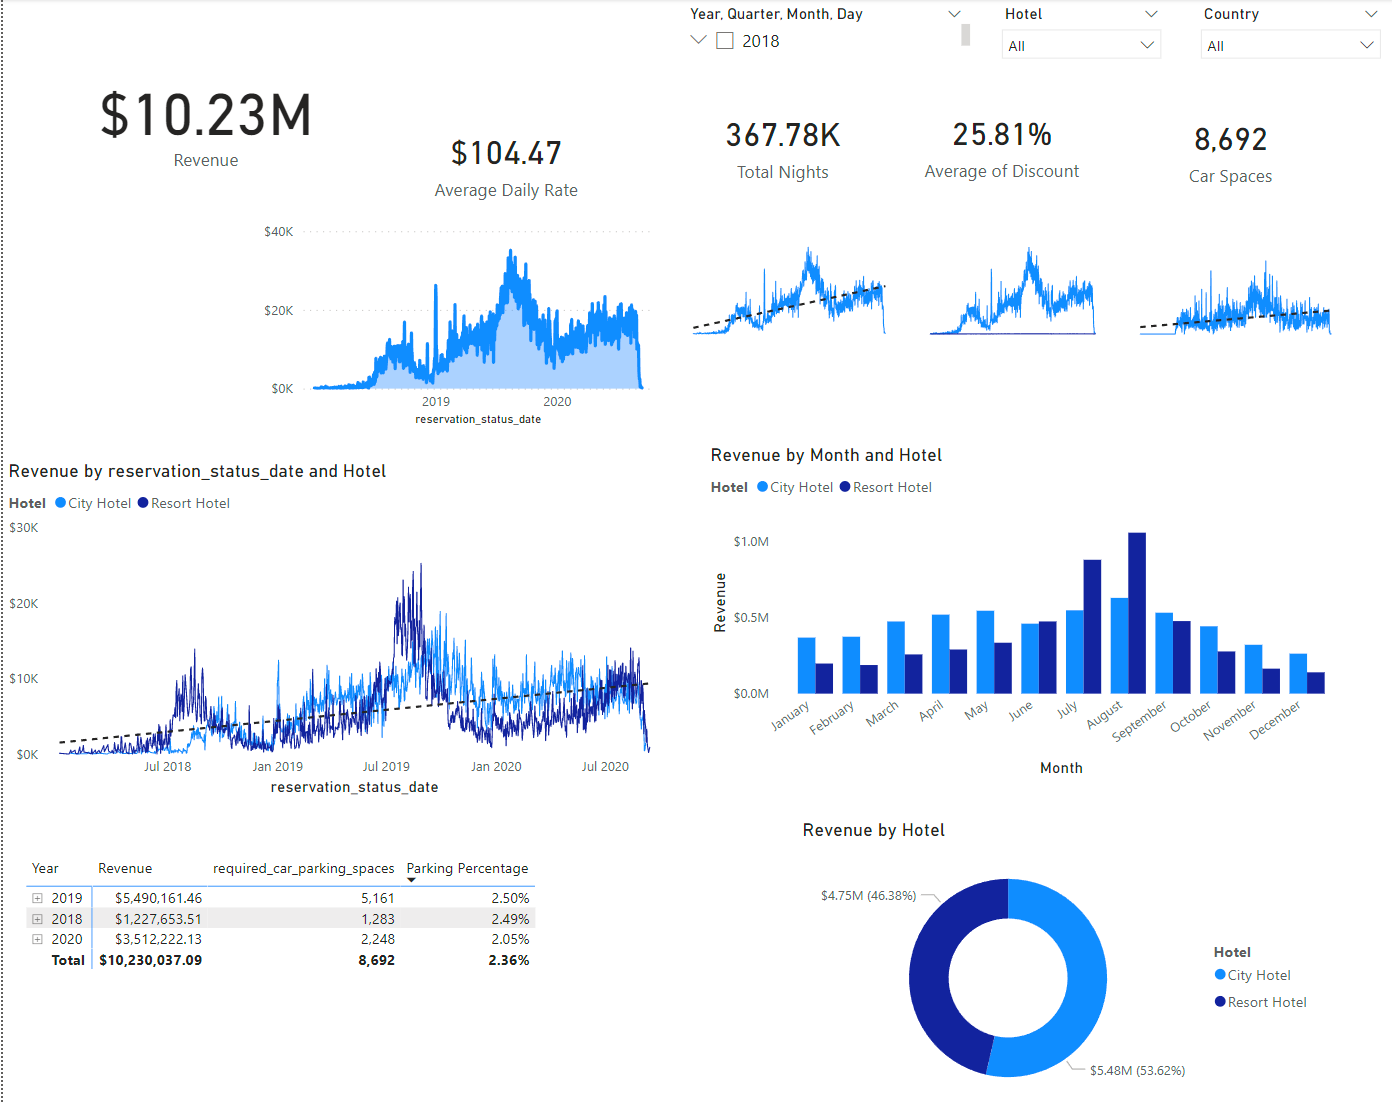 Year, Quarter, Month, Day
2018
Hotel
All
Country
All
$10.23M
Revenue
$104.47
Average Daily Rate
367.78K
Total Nights
25.81%
Average of Discount
8,692
Car Spaces
$40K
$20K
$0K
2019 2020
reservation_status_date
Revenue by reservation_status_date and Hotel
Hotel City Hotel Resort Hotel
$30K
$20K
$10K
$0K
Jul 2018 Jan 2019 Jul 2019 Jan 2020 Jul 2020
reservation_status_date
Revenue by Month and Hotel
Hotel City Hotel Resort Hotel
Revenue
$1.0M
$0.5M
$0.0M
January February March April May June July August September October November December
Month
Year Revenue required_car_parking_spaces Parking Percentage
2019 $5,490,161.46 5,161 2.50%
2018 $1,227,653.51 1,283 2.49%
2020 $3,512,222.13 2,248 2.05%
Total $10,230,037.09 8,692 2.36%
Revenue by Hotel
$4.75M (46.38%)
$5.48M (53.62%)
Hotel
City Hotel
Resort Hotel